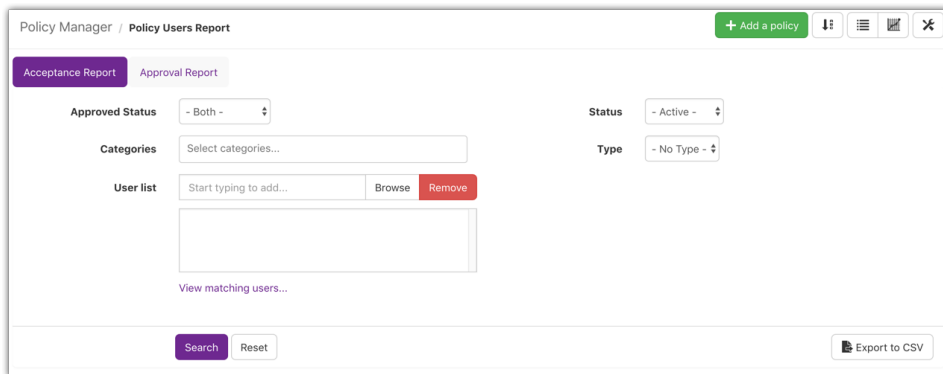 Policy Manager / Policy Users Report
+ Add a policy
Acceptance Report Approval Report
Approved Status - Both - Status - Active -
Categories Select categories... Type - No Type -
User list Start typing to add... Browse Remove
View matching users...
Search Reset Export to CSV